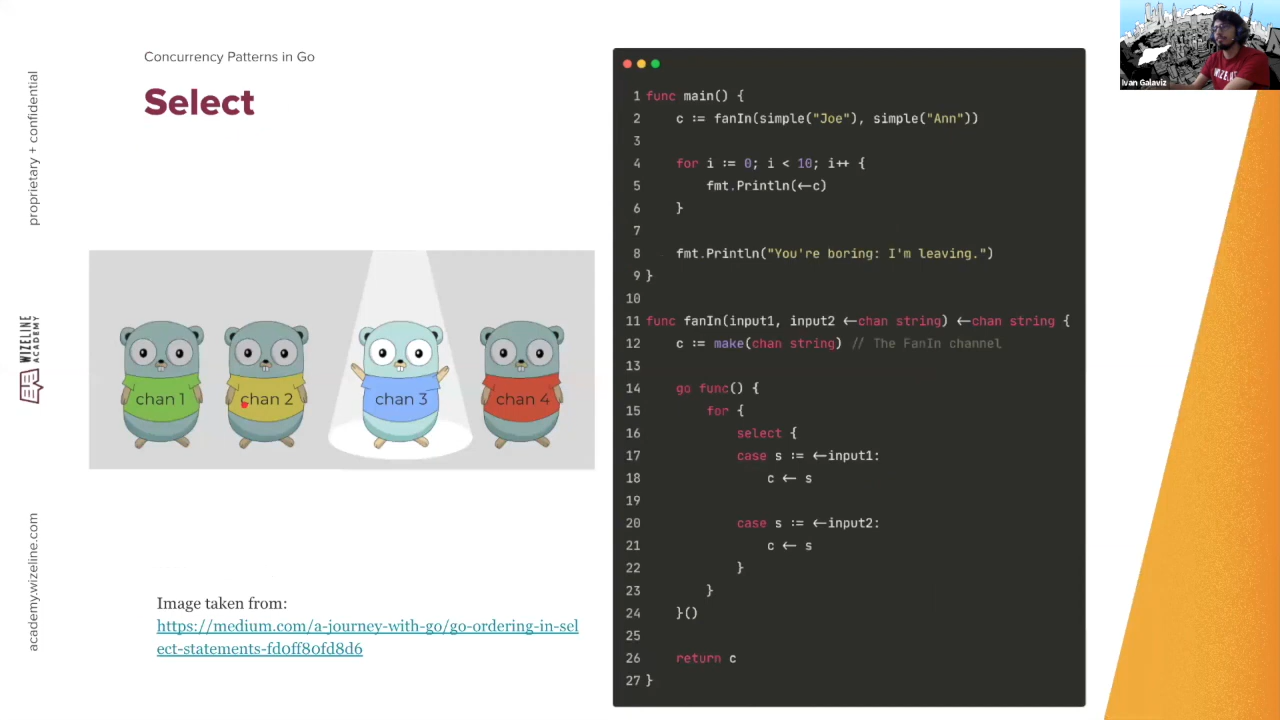 Concurrency Patterns in Go
Select
proprietary + confidential
WIZELINE
ACADEMY
academy.wizeline.com
chan 1
chan 2
chan 3
chan 4
Image taken from:
https://medium.com/a-journey-with-go/go-ordering-in-sel
ect-statements-fd0ff80fd8d6
1 func main() {
2 c := fanIn(simple("Joe"), simple("Ann"))
3
4 for i := 0; i < 10; i++ {
5 fmt.Println(<-c)
6 }
7
8 fmt.Println("You're boring: I'm leaving.")
9 }
10
11 func fanIn(input1, input2 <-chan string) <-chan string {
12 c := make(chan string) // The FanIn channel
13
14 go func() {
15 for {
16 select {
17 case s := <-input1:
18 c <- s
19
20 case s := <-input2:
21 c <- s
22 }
23 }
24 }()
25
26 return c
27 }
Ivan Galaviz
WIZELINE